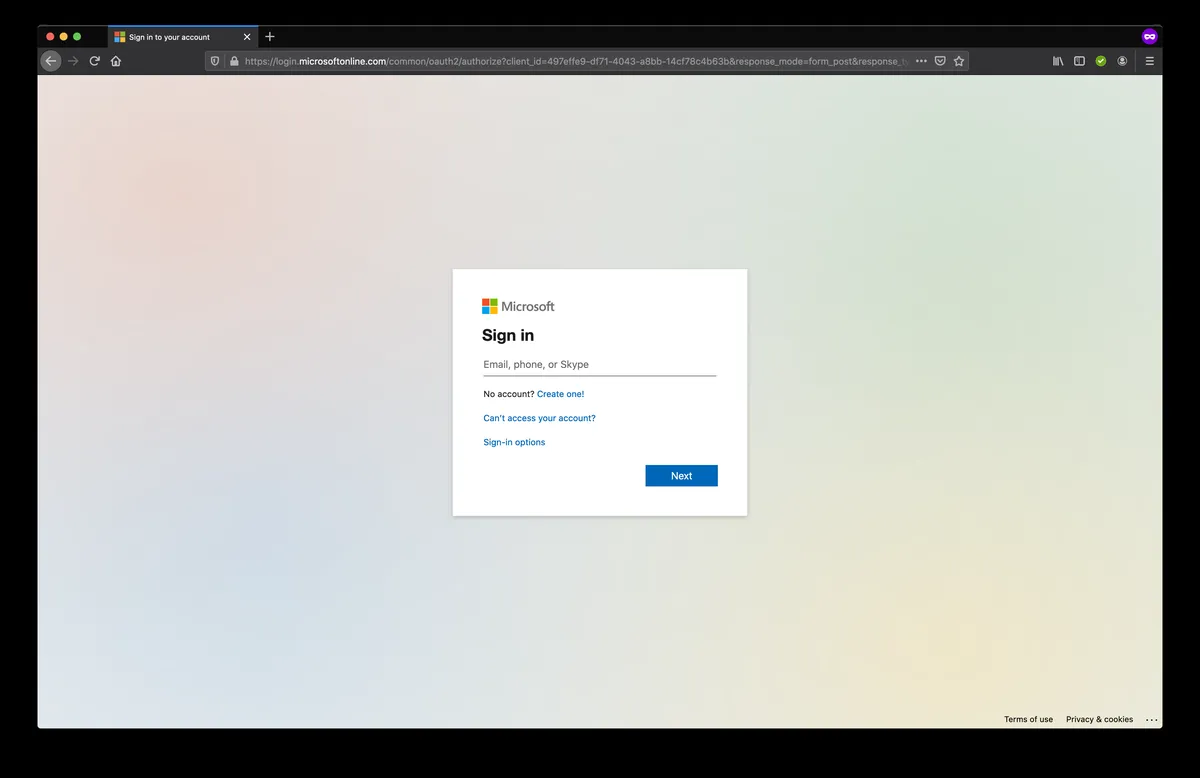 Sign in to your account
https://login.microsoftonline.com/common/oauth2/authorize?client_id=497effe9-df71-4043-a8bb-14cf78c4b63b&response_mode=form_post&response_t
Microsoft
Sign in
Email, phone, or Skype
No account? Create one!
Can't access your account?
Sign-in options
Next
Terms of use Privacy & cookies ...